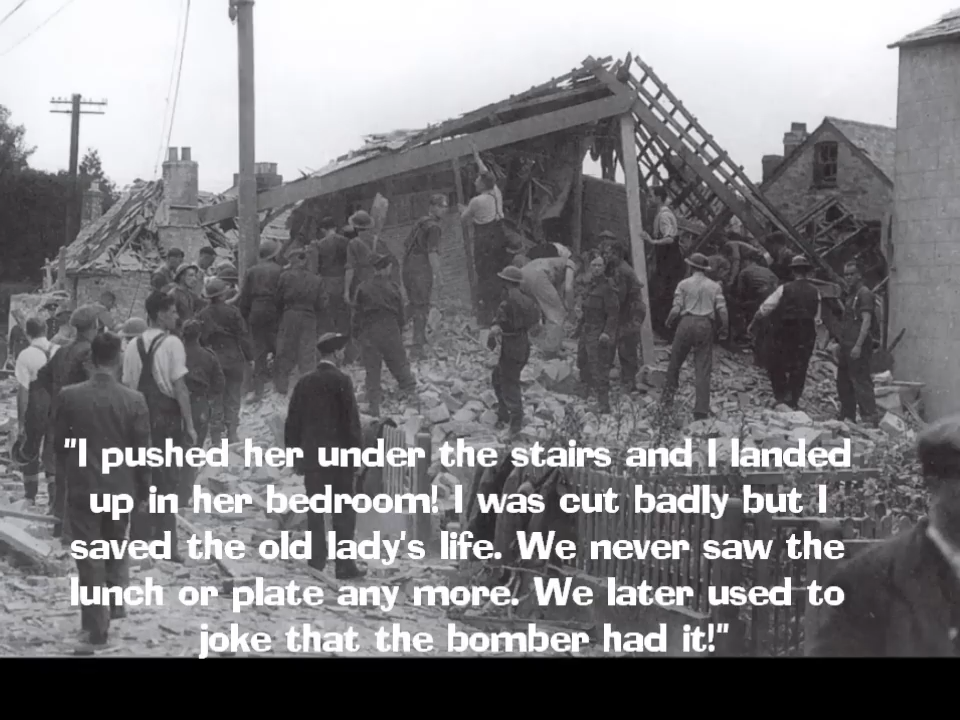 "I pushed her under the stairs and I landed
up in her bedroom! I was cut badly but I
saved the old lady's life. We never saw the
lunch or plate any more. We later used to
joke that the bomber had it!"